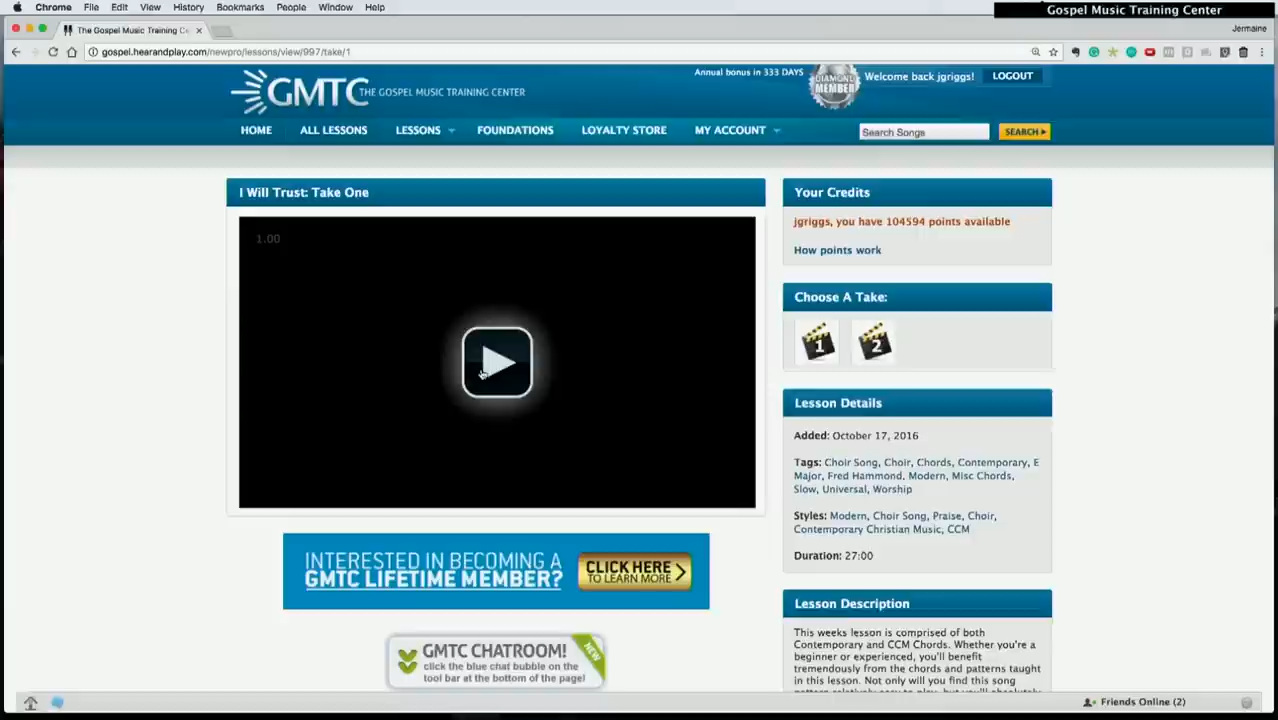 Chrome File Edit View History Bookmarks People Window Help
Gospel Music Training Center
The Gospel Music Training Ce
Jermaine
gospel.hearandplay.com/newpro/lessons/view/997/take/1
GMTC THE GOSPEL MUSIC TRAINING CENTER
Annual bonus in 333 DAYS
DIAMOND MEMBER
Welcome back jgriggs!
LOGOUT
HOME ALL LESSONS LESSONS FOUNDATIONS LOYALTY STORE MY ACCOUNT
Search Songs
SEARCH
I Will Trust: Take One
1.00
INTERESTED IN BECOMING A
GMTC LIFETIME MEMBER?
CLICK HERE
TO LEARN MORE
GMTC CHATROOM!
click the blue chat bubble on the
tool bar at the bottom of the page!
NEW
Your Credits
jgriggs, you have 104594 points available
How points work
Choose A Take:
1 2
Lesson Details
Added: October 17, 2016
Tags: Choir Song, Choir, Chords, Contemporary, E
Major, Fred Hammond, Modern, Misc Chords,
Slow, Universal, Worship
Styles: Modern, Choir Song, Praise, Choir,
Contemporary Christian Music, CCM
Duration: 27:00
Lesson Description
This weeks lesson is comprised of both
Contemporary and CCM Chords. Whether you're a
beginner or experienced, you'll benefit
tremendously from the chords and patterns taught
in this lesson. Not only will you find this song
Friends Online (2)